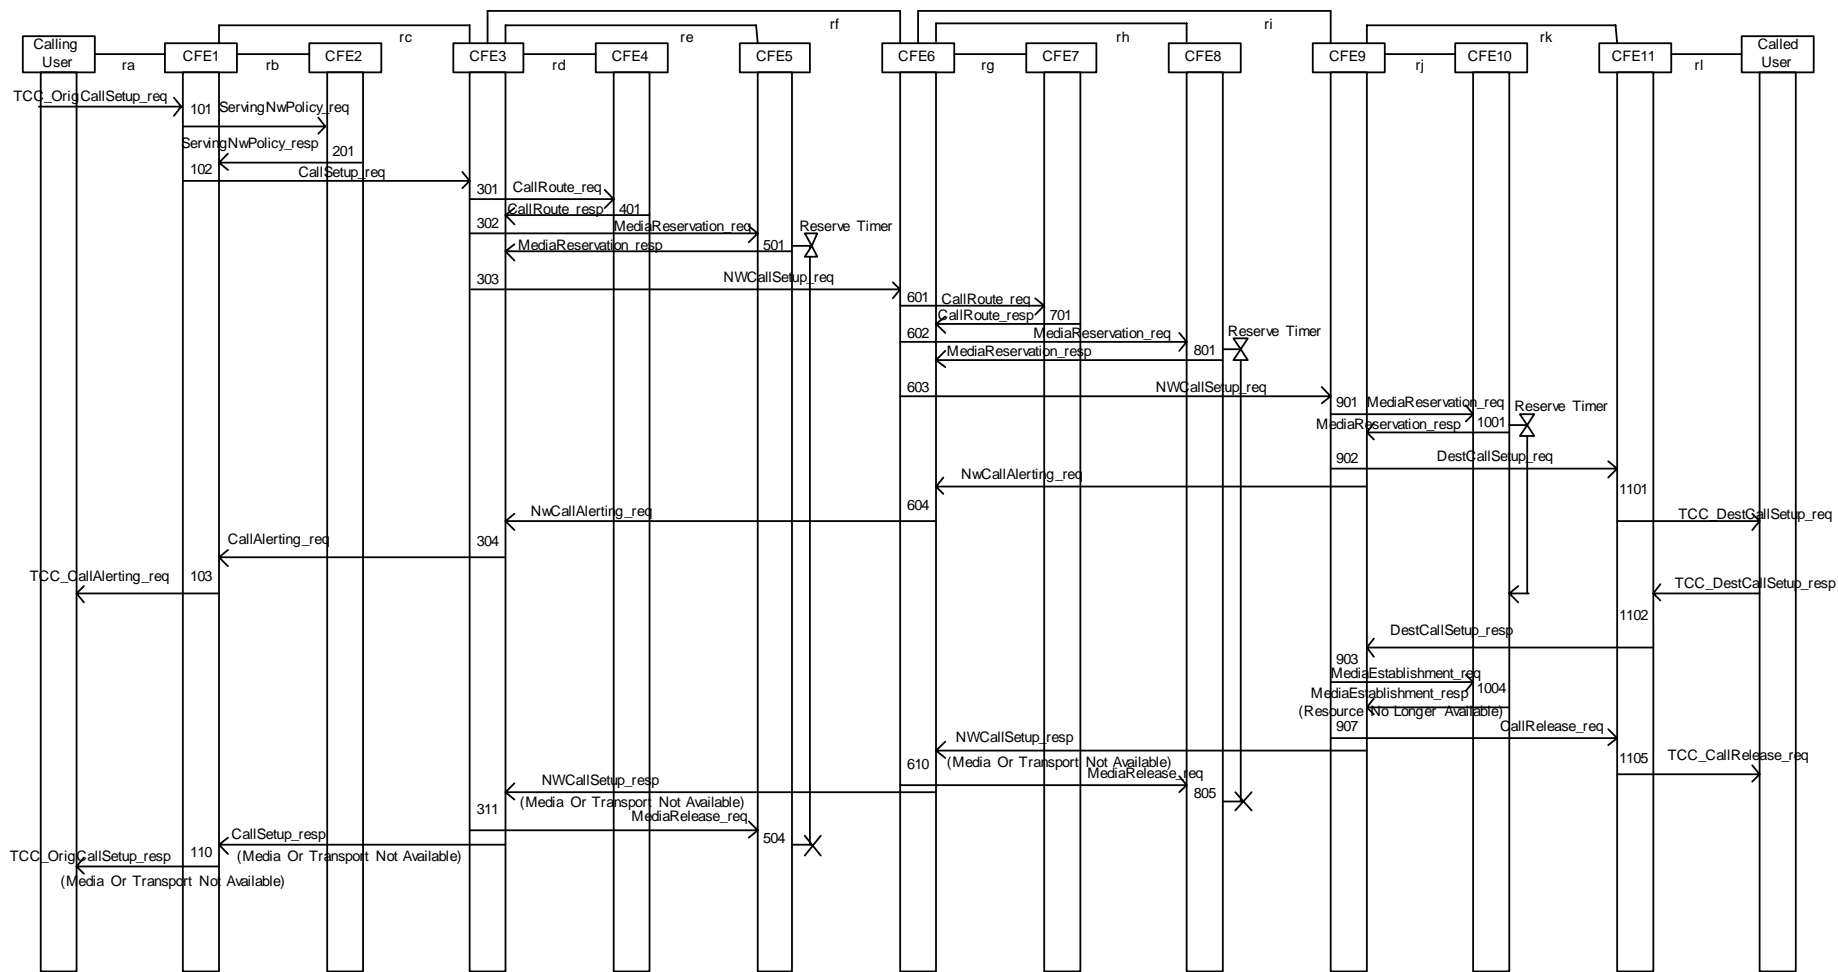 rf
ri
rc
re
rh
rk
Calling
User
CFE1
CFE2
CFE3
CFE4
CFE5
CFE6
CFE7
CFE8
CFE9
CFE10
CFE11
Called
User
ra
rb
rd
rg
rj
rl
TCC_OrigCallSetup_req
101
ServingNwPolicy_req
ServingNwPolicy_resp
201
102
CallSetup_req
301
CallRoute_req
CallRoute_resp
401
302
MediaReservation_req
Reserve Timer
MediaReservation_resp
501
303
NWCallSetup_req
601
CallRoute_req
CallRoute_resp
701
602
MediaReservation_req
Reserve Timer
MediaReservation_resp
801
603
NWCallSetup_req
901
MediaReservation_req
Reserve Timer
MediaReservation_resp
1001
902
DestCallSetup_req
NwCallAlerting_req
1101
604
NwCallAlerting_req
TCC_DestCallSetup_req
304
CallAlerting_req
103
TCC_CallAlerting_req
TCC_DestCallSetup_resp
1102
DestCallSetup_resp
903
MediaEstablishment_req
1004
MediaEstablishment_resp
(Resource No Longer Available)
907
CallRelease_req
NWCallSetup_resp
(Media Or Transport Not Available)
1105
TCC_CallRelease_req
610
MediaRelease_req
805
NWCallSetup_resp
(Media Or Transport Not Available)
311
MediaRelease_req
504
CallSetup_resp
(Media Or Transport Not Available)
110
TCC_OrigCallSetup_resp
(Media Or Transport Not Available)